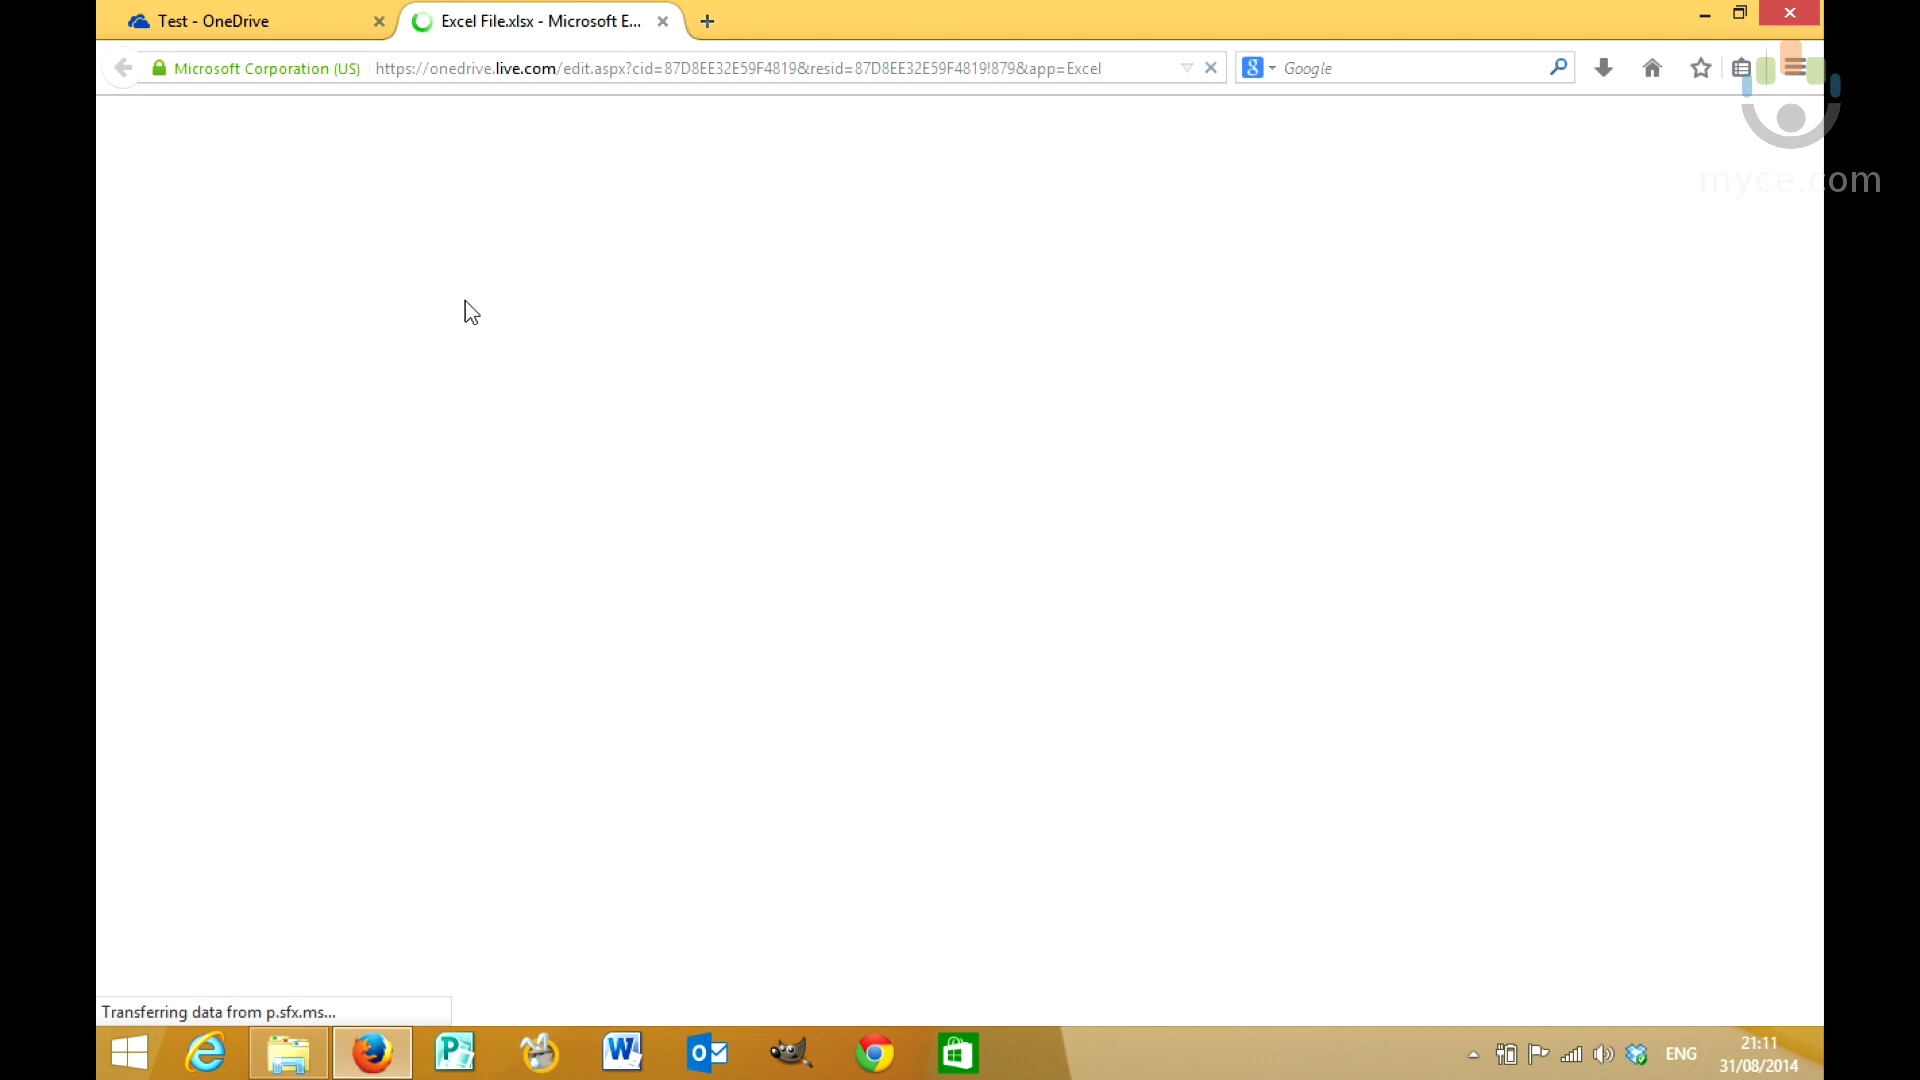 Test - OneDrive
Excel File.xlsx - Microsoft E...
Microsoft Corporation (US)
https://onedrive.live.com/edit.aspx?cid=87D8EE32E59F4819&resid=87D8EE32E59F4819!879&app=Excel
Google
myce.com
Transferring data from p.sfx.ms...
ENG
21:11
31/08/2014